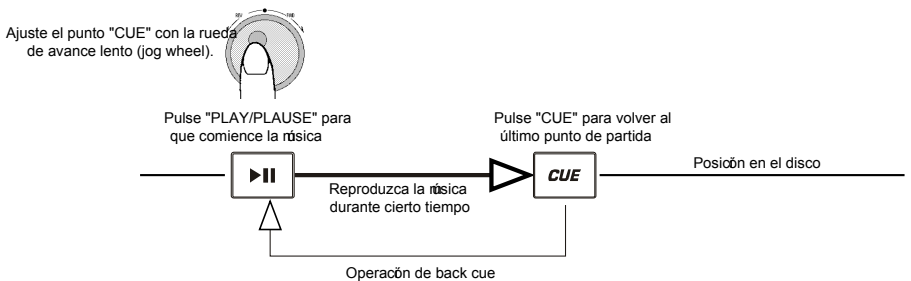 REV
FWD
Ajuste el punto "CUE" con la rueda
de avance lento (jog wheel).
Pulse "PLAY/PLAUSE" para
que comience la música
Pulse "CUE" para volver al
último punto de partida
CUE
Posición en el disco
Reproduzca la música
durante cierto tiempo
Operación de back cue